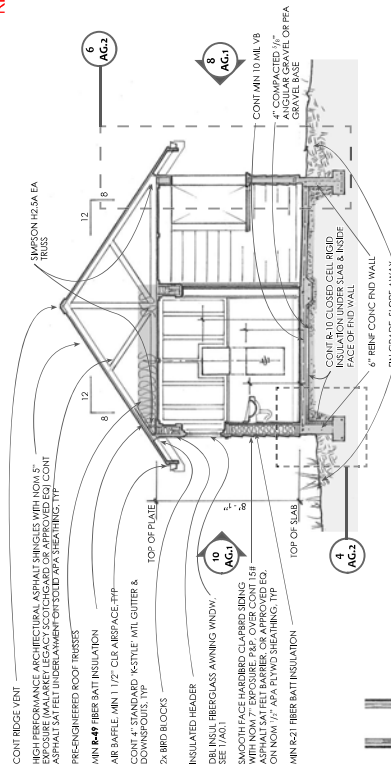 CONT RIDGE VENT
HIGH PERFORMANCE ARCHITECTURAL ASPHALT SHINGLES WITH NOM 5"
EXPOSURE (MALARKEY LEGACY SCOTCHGARD OR APPROVED EQ) CONT
ASPHALT SAT FELT UNDERLAYMENT ON SOLID APA SHEATHING, TYP
PRE-ENGINEERED ROOF TRUSSES
MIN R-49 FIBER BATT INSULATION
AIR BAFFLE, MIN 1 1/2" CLR AIRSPACE, TYP
CONT 4" STANDARD 'K-STYLE' MTL GUTTER &
DOWNSPOUTS, TYP
2x BIRD BLOCKS
INSULATED HEADER
DBL INSUL FIBERGLASS AWNING WNDW,
SEE 1/A0.1
SMOOTH FACE HARDIBRD CLAPBRD SIDING
WITH NOM 7" EXPOSURE, P&P, OVER CONT 15#
ASPHALT SAT FELT BARRIER, OR APPROVED EQ,
ON NOM 1/2" APA PLYWD SHEATHING, TYP
MIN R-21 FIBER BATT INSULATION
SIMPSON H2.5A EA
TRUSS
12
8
12
8
TOP OF PLATE
8' - 1"
TOP OF SLAB
10
AG.1
4
AG.2
6
AG.2
8
AG.1
CONT MIN 10 MIL VB
4" COMPACTED 5/8"
ANGULAR GRAVEL OR PEA
GRAVEL BASE
CONT R-10 CLOSED CELL RIGID
INSULATION UNDER SLAB & INSIDE
FACE OF FND WALL
6" REINF CONC FND WALL